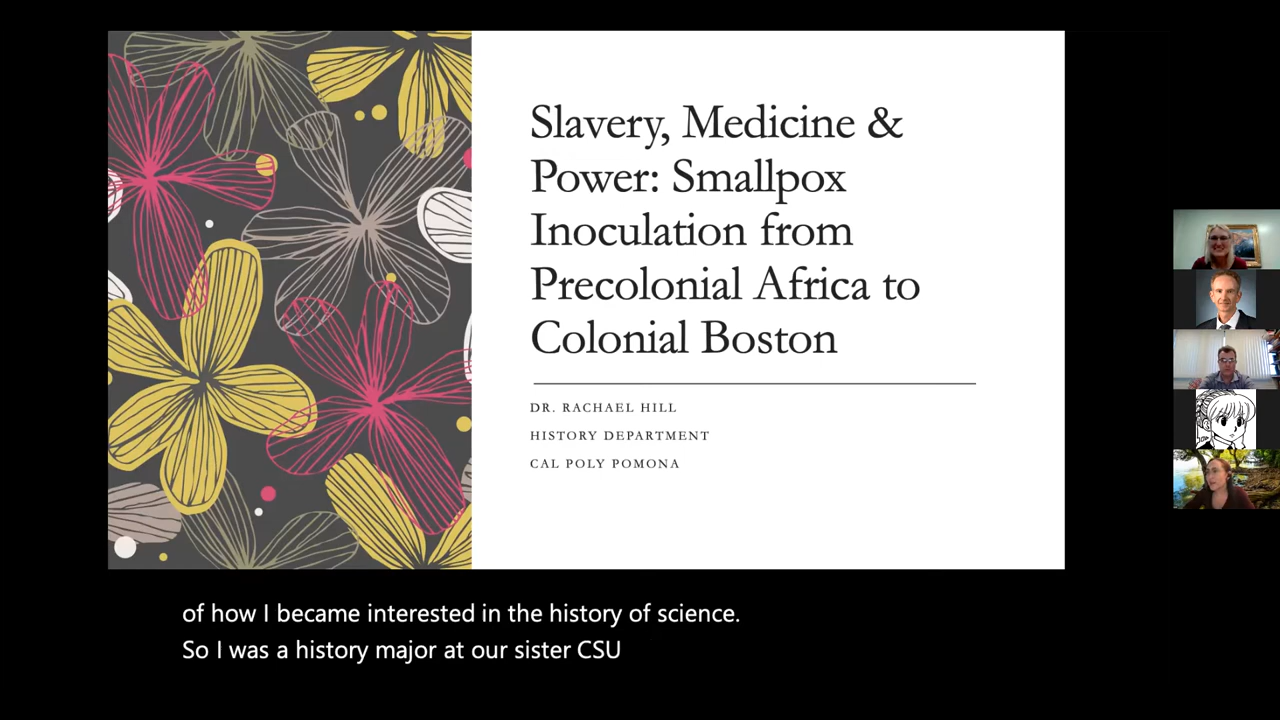 Slavery, Medicine &
Power: Smallpox
Inoculation from
Precolonial Africa to
Colonial Boston
DR. RACHAEL HILL
HISTORY DEPARTMENT
CAL POLY POMONA
of how I became interested in the history of science.
So I was a history major at our sister CSU